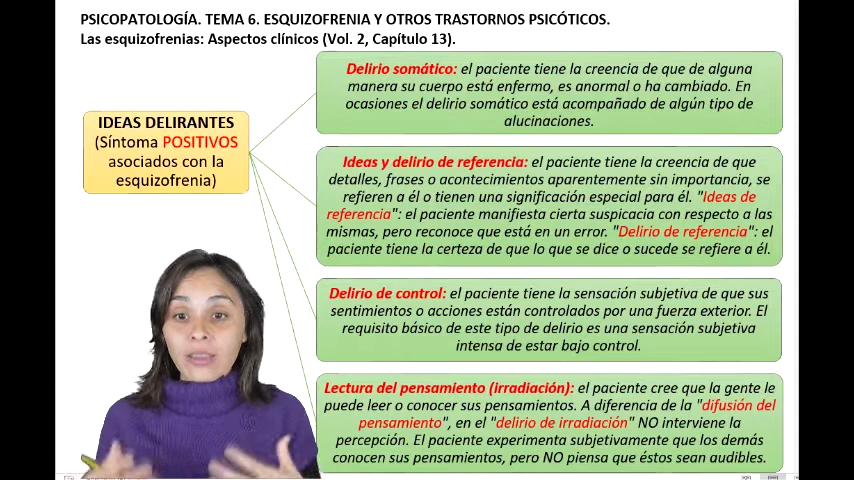 PSICOPATOLOGÍA. TEMA 6. ESQUIZOFRENIA Y OTROS TRASTORNOS PSICÓTICOS.
Las esquizofrenias: Aspectos clínicos (Vol. 2, Capítulo 13).
IDEAS DELIRANTES
(Síntoma POSITIVOS
asociados con la
esquizofrenia)
Delirio somático: el paciente tiene la creencia de que de alguna
manera su cuerpo está enfermo, es anormal o ha cambiado. En
ocasiones el delirio somático está acompañado de algún tipo de
alucinaciones.
Ideas y delirio de referencia: el paciente tiene la creencia de que
detalles, frases o acontecimientos aparentemente sin importancia, se
refieren a él o tienen una significación especial para él. "Ideas de
referencia": el paciente manifiesta cierta suspicacia con respecto a las
mismas, pero reconoce que está en un error. "Delirio de referencia": el
paciente tiene la certeza de que lo que se dice o sucede se refiere a él.
Delirio de control: el paciente tiene la sensación subjetiva de que sus
sentimientos o acciones están controlados por una fuerza exterior. El
requisito básico de este tipo de delirio es una sensación subjetiva
intensa de estar bajo control.
Lectura del pensamiento (irradiación): el paciente cree que la gente le
puede leer o conocer sus pensamientos. A diferencia de la "difusión del
pensamiento", en el "delirio de irradiación" NO interviene la
percepción. El paciente experimenta subjetivamente que los demás
conocen sus pensamientos, pero NO piensa que éstos sean audibles.